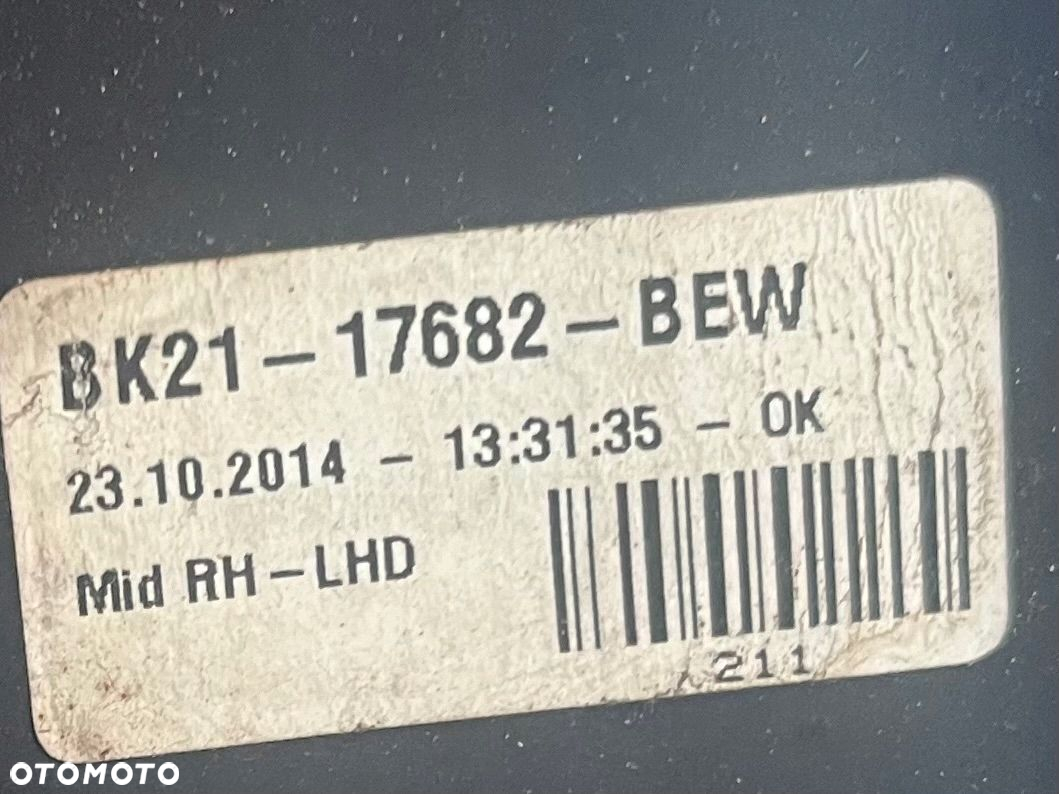 BK21-17682-BEW
23.10.2014 - 13:31:35 - OK
Mid RH-LHD
211
OTOMOTO